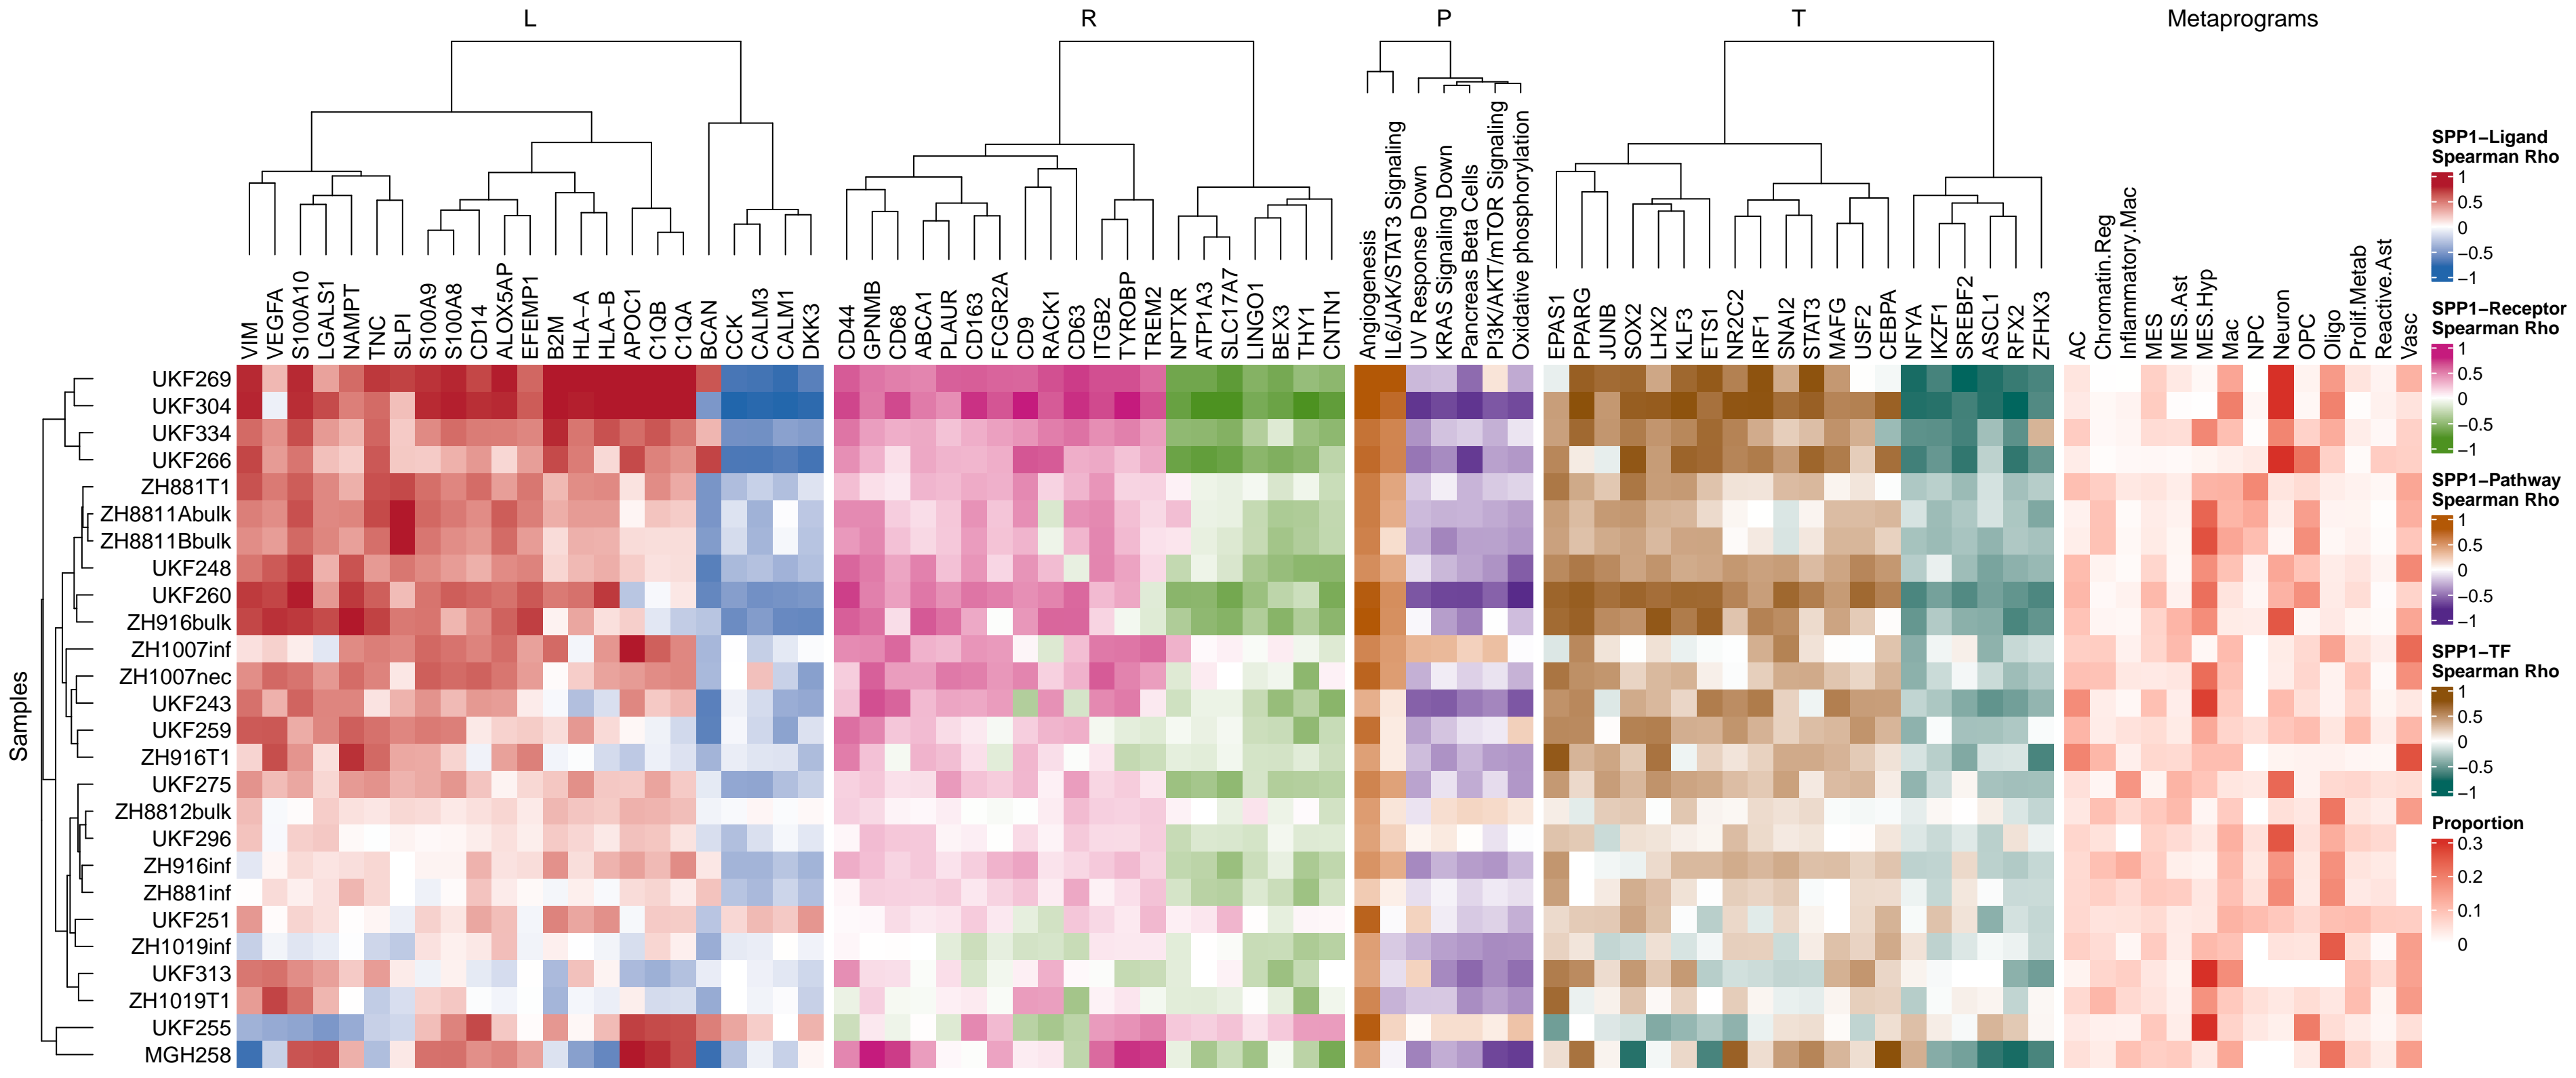 L
R
P
T
Metaprograms
VIM
VEGFA
S100A10
LGALS1
NAMPT
TNC
SLPI
S100A9
S100A8
CD14
ALOX5AP
EFEMP1
B2M
HLA−A
HLA−B
APOC1
C1QB
C1QA
BCAN
CCK
CALM3
CALM1
DKK3
CD44
GPNMB
CD68
ABCA1
PLAUR
CD163
FCGR2A
CD9
RACK1
CD63
ITGB2
TYROBP
TREM2
NPTXR
ATP1A3
SLC17A7
LINGO1
BEX3
THY1
CNTN1
Angiogenesis
IL6/JAK/STAT3 Signaling
UV Response Down
KRAS Signaling Down
Pancreas Beta Cells
PI3K/AKT/mTOR Signaling
Oxidative phosphorylation
EPAS1
PPARG
JUNB
SOX2
LHX2
KLF3
ETS1
NR2C2
IRF1
SNAI2
STAT3
MAFG
USF2
CEBPA
NFYA
IKZF1
SREBF2
ASCL1
RFX2
ZFHX3
AC
Chromatin.Reg
Inflammatory.Mac
MES
MES.Ast
MES.Hyp
Mac
NPC
Neuron
OPC
Oligo
Prolif.Metab
Reactive.Ast
Vasc
Samples
UKF269
UKF304
UKF334
UKF266
ZH881T1
ZH8811Abulk
ZH8811Bbulk
UKF248
UKF260
ZH916bulk
ZH1007inf
ZH1007nec
UKF243
UKF259
ZH916T1
UKF275
ZH8812bulk
UKF296
ZH916inf
ZH881inf
UKF251
ZH1019inf
UKF313
ZH1019T1
UKF255
MGH258
SPP1−Ligand
Spearman Rho
1
0.5
0
−0.5
−1
SPP1−Receptor
Spearman Rho
1
0.5
0
−0.5
−1
SPP1−Pathway
Spearman Rho
1
0.5
0
−0.5
−1
SPP1−TF
Spearman Rho
1
0.5
0
−0.5
−1
Proportion
0.3
0.2
0.1
0